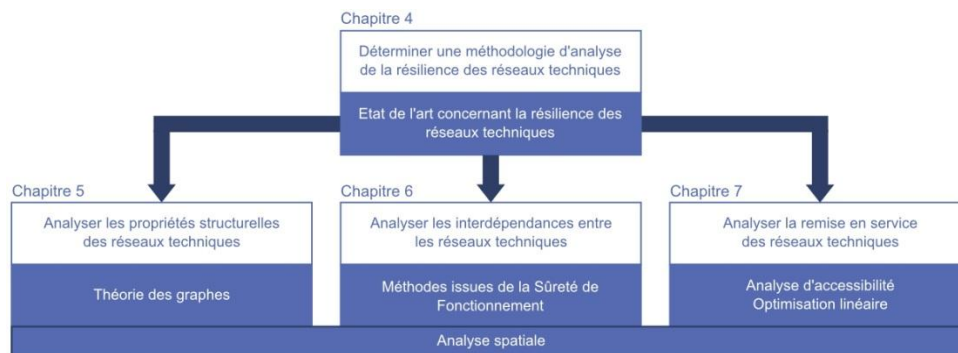 Chapitre 4
Déterminer une méthodologie d'analyse
de la résilience des réseaux techniques
Etat de l'art concernant la résilience des
réseaux techniques
Chapitre 5
Analyser les propriétés structurelles
des réseaux techniques
Théorie des graphes
Chapitre 6
Analyser les interdépendances entre
les réseaux techniques
Méthodes issues de la Sûreté de
Fonctionnement
Chapitre 7
Analyser la remise en service
des réseaux techniques
Analyse d'accessibilité
Optimisation linéaire
Analyse spatiale